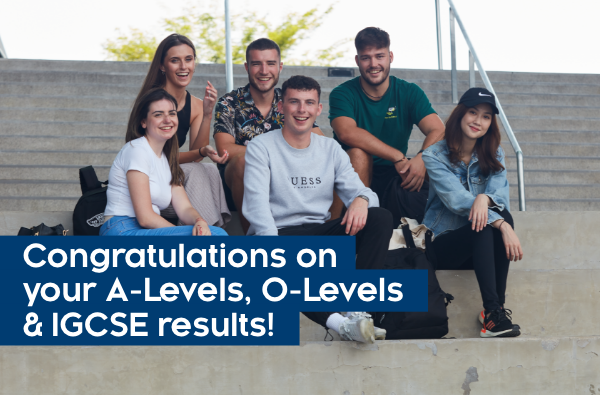 UESS
Congratulations on
your A-Levels, O-Levels
& IGCSE results!